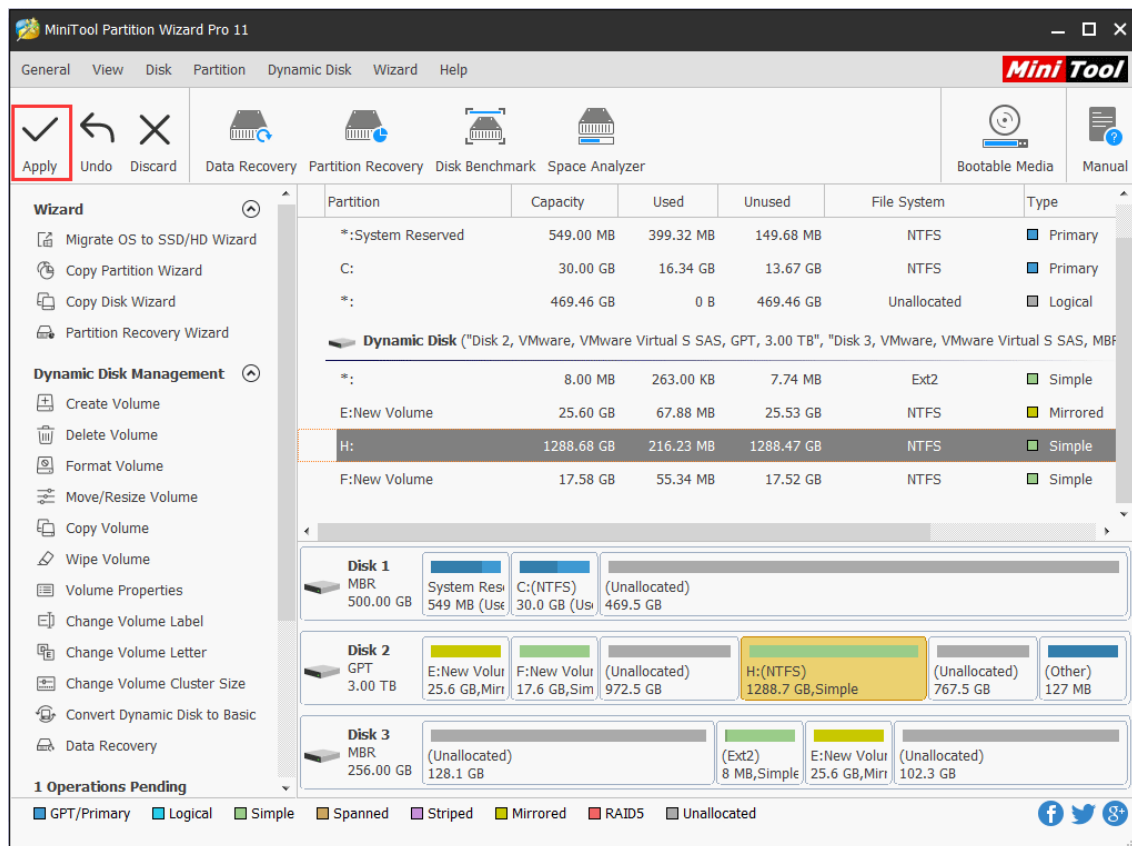 MiniTool Partition Wizard Pro 11
General View Disk Partition Dynamic Disk Wizard Help
Mini Tool
Apply Undo Discard Data Recovery Partition Recovery Disk Benchmark Space Analyzer Bootable Media Manual
Wizard
Migrate OS to SSD/HD Wizard
Copy Partition Wizard
Copy Disk Wizard
Partition Recovery Wizard
Dynamic Disk Management
Create Volume
Delete Volume
Format Volume
Move/Resize Volume
Copy Volume
Wipe Volume
Volume Properties
Change Volume Label
Change Volume Letter
Change Volume Cluster Size
Convert Dynamic Disk to Basic
Data Recovery
1 Operations Pending
Partition Capacity Used Unused File System Type
*:System Reserved 549.00 MB 399.32 MB 149.68 MB NTFS Primary
C: 30.00 GB 16.34 GB 13.67 GB NTFS Primary
*: 469.46 GB 0 B 469.46 GB Unallocated Logical
Dynamic Disk ("Disk 2, VMware, VMware Virtual S SAS, GPT, 3.00 TB", "Disk 3, VMware, VMware Virtual S SAS, MBR
*: 8.00 MB 263.00 KB 7.74 MB Ext2 Simple
E:New Volume 25.60 GB 67.88 MB 25.53 GB NTFS Mirrored
H: 1288.68 GB 216.23 MB 1288.47 GB NTFS Simple
F:New Volume 17.58 GB 55.34 MB 17.52 GB NTFS Simple
Disk 1
MBR
500.00 GB
System Rese
549 MB (Use
C:(NTFS)
30.0 GB (Use
(Unallocated)
469.5 GB
Disk 2
GPT
3.00 TB
E:New Volur
25.6 GB,Mirr
F:New Volur
17.6 GB,Sim
(Unallocated)
972.5 GB
H:(NTFS)
1288.7 GB,Simple
(Unallocated)
767.5 GB
(Other)
127 MB
Disk 3
MBR
256.00 GB
(Unallocated)
128.1 GB
(Ext2)
8 MB,Simple
E:New Volur
25.6 GB,Mirr
(Unallocated)
102.3 GB
GPT/Primary Logical Simple Spanned Striped Mirrored RAID5 Unallocated